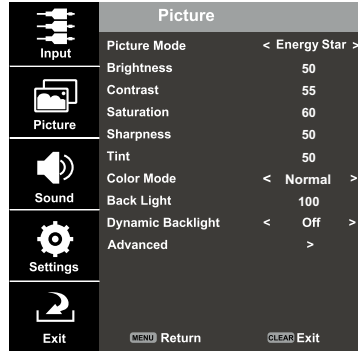 Picture
Input
Picture
Sound
Settings
Exit
Picture Mode < Energy Star >
Brightness 50
Contrast 55
Saturation 60
Sharpness 50
Tint 50
Color Mode < Normal >
Back Light 100
Dynamic Backlight < Off >
Advanced >
MENU Return CLEAR Exit